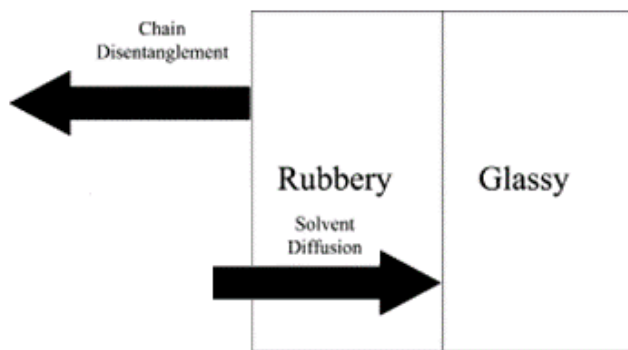 Chain
Disentanglement
Rubbery
Glassy
Solvent
Diffusion